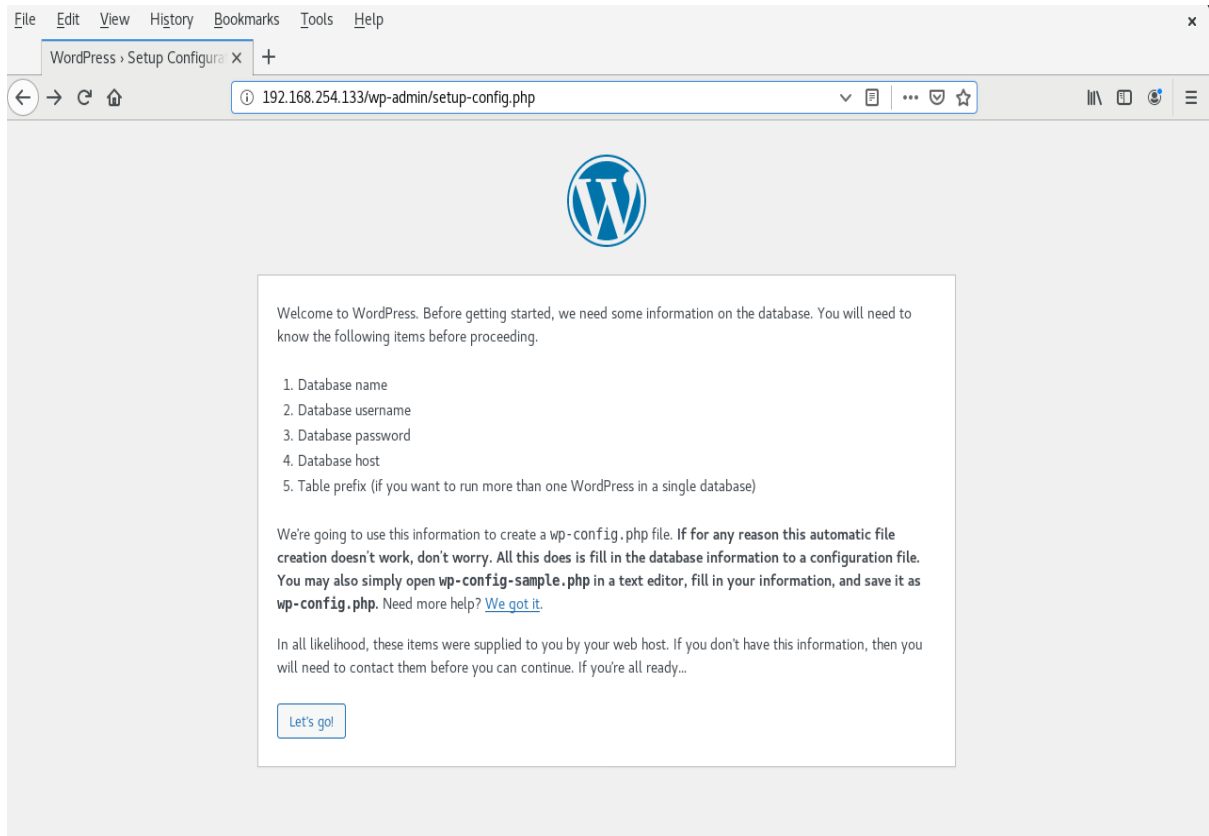 File Edit View History Bookmarks Tools Help
WordPress › Setup Configura
192.168.254.133/wp-admin/setup-config.php
Welcome to WordPress. Before getting started, we need some information on the database. You will need to
know the following items before proceeding.
1. Database name
2. Database username
3. Database password
4. Database host
5. Table prefix (if you want to run more than one WordPress in a single database)
We're going to use this information to create a wp-config.php file. If for any reason this automatic file
creation doesn't work, don't worry. All this does is fill in the database information to a configuration file.
You may also simply open wp-config-sample.php in a text editor, fill in your information, and save it as
wp-config.php. Need more help? We got it.
In all likelihood, these items were supplied to you by your web host. If you don't have this information, then you
will need to contact them before you can continue. If you're all ready…
Let's go!